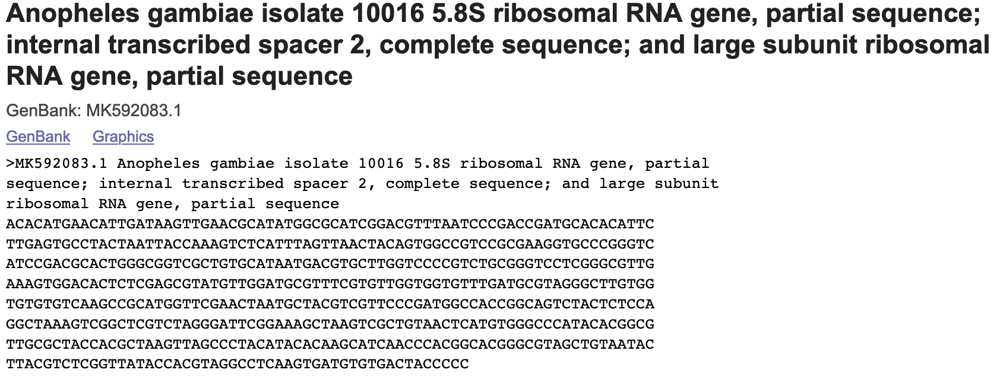 Anopheles gambiae isolate 10016 5.8S ribosomal RNA gene, partial sequence;
internal transcribed spacer 2, complete sequence; and large subunit ribosomal
RNA gene, partial sequence
GenBank: MK592083.1
GenBank Graphics
>MK592083.1 Anopheles gambiae isolate 10016 5.8S ribosomal RNA gene, partial
sequence; internal transcribed spacer 2, complete sequence; and large subunit
ribosomal RNA gene, partial sequence
ACACATGAACATTGATAAGTTGAACGCATATGGCGCATCGGACGTTTAATCCCGACCGATGCACACATTC
TTGAGTGCCTACTAATTACCAAAGTCTCATTTAGTTAACTACAGTGGCCGTCCGCGAAGGTGCCCGGGTC
ATCCGACGCACTGGGCGGTCGCTGTGCATAATGACGTGCTTGGTCCCCGTCTGCGGGTCCTCGGGCGTTG
AAAGTGGACACTCTCGAGCGTATGTTGGATGCGTTTCGTGTTGGTGGTGTTTGATGCGTAGGGCTTGTGG
TGTGTGTCAAGCCGCATGGTTCGAACTAATGCTACGTCGTTCCCGATGGCCACCGGCAGTCTACTCTCCA
GGCTAAAGTCGGCTCGTCTAGGGATTCGGAAAGCTAAGTCGCTGTAACTCATGTGGGCCCATACACGGCG
TTGCGCTACCACGCTAAGTTAGCCCTACATACACAAGCATCAACCCACGGCACGGGCGTAGCTGTAATAC
TTACGTCTCGGTTATACCACGTAGGCCTCAAGTGATGTGTGACTACCCCC